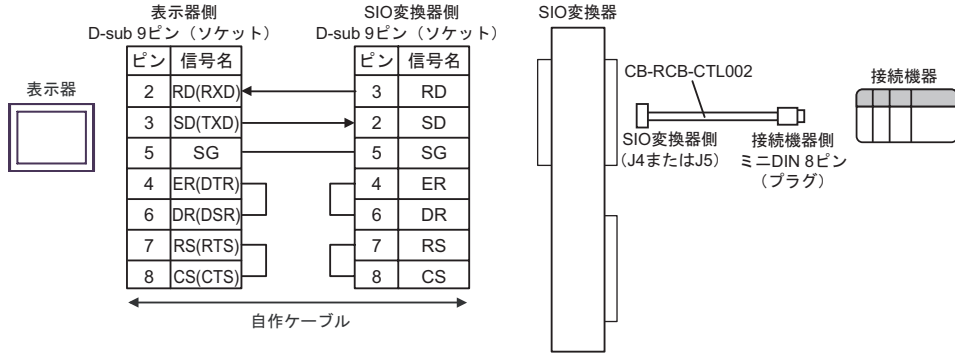 表示器側
D-sub 9ピン（ソケット）
SIO変換器側
D-sub 9ピン（ソケット）
SIO変換器
表示器
ピン 信号名
2 RD(RXD)
3 SD(TXD)
5 SG
4 ER(DTR)
6 DR(DSR)
7 RS(RTS)
8 CS(CTS)
ピン 信号名
3 RD
2 SD
5 SG
4 ER
6 DR
7 RS
8 CS
自作ケーブル
CB-RCB-CTL002
SIO変換器側
（J4またはJ5）
接続機器側
ミニDIN 8ピン
（プラグ）
接続機器